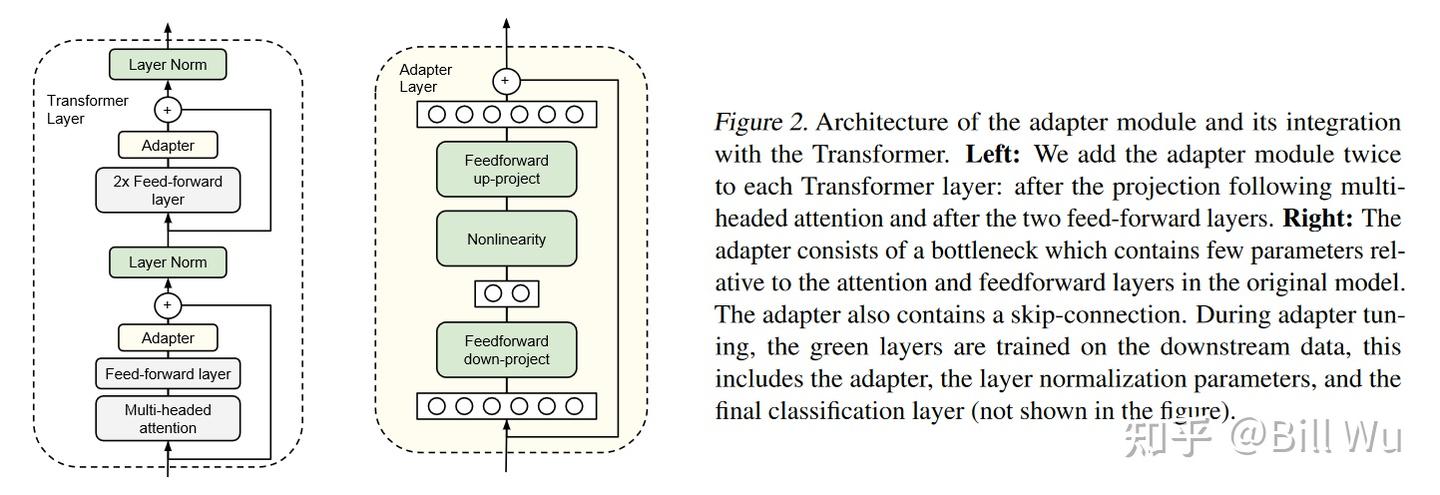 Layer Norm
Transformer
Layer
+
Adapter
2x Feed-forward
layer
Layer Norm
+
Adapter
Feed-forward layer
Multi-headed
attention
Adapter
Layer
+
Feedforward
up-project
Nonlinearity
Feedforward
down-project
Figure 2. Architecture of the adapter module and its integration
with the Transformer. Left: We add the adapter module twice
to each Transformer layer: after the projection following multi-
headed attention and after the two feed-forward layers. Right: The
adapter consists of a bottleneck which contains few parameters rel-
ative to the attention and feedforward layers in the original model.
The adapter also contains a skip-connection. During adapter tun-
ing, the green layers are trained on the downstream data, this
includes the adapter, the layer normalization parameters, and the
final classification layer (not shown in the figure).
知乎 @Bill Wu